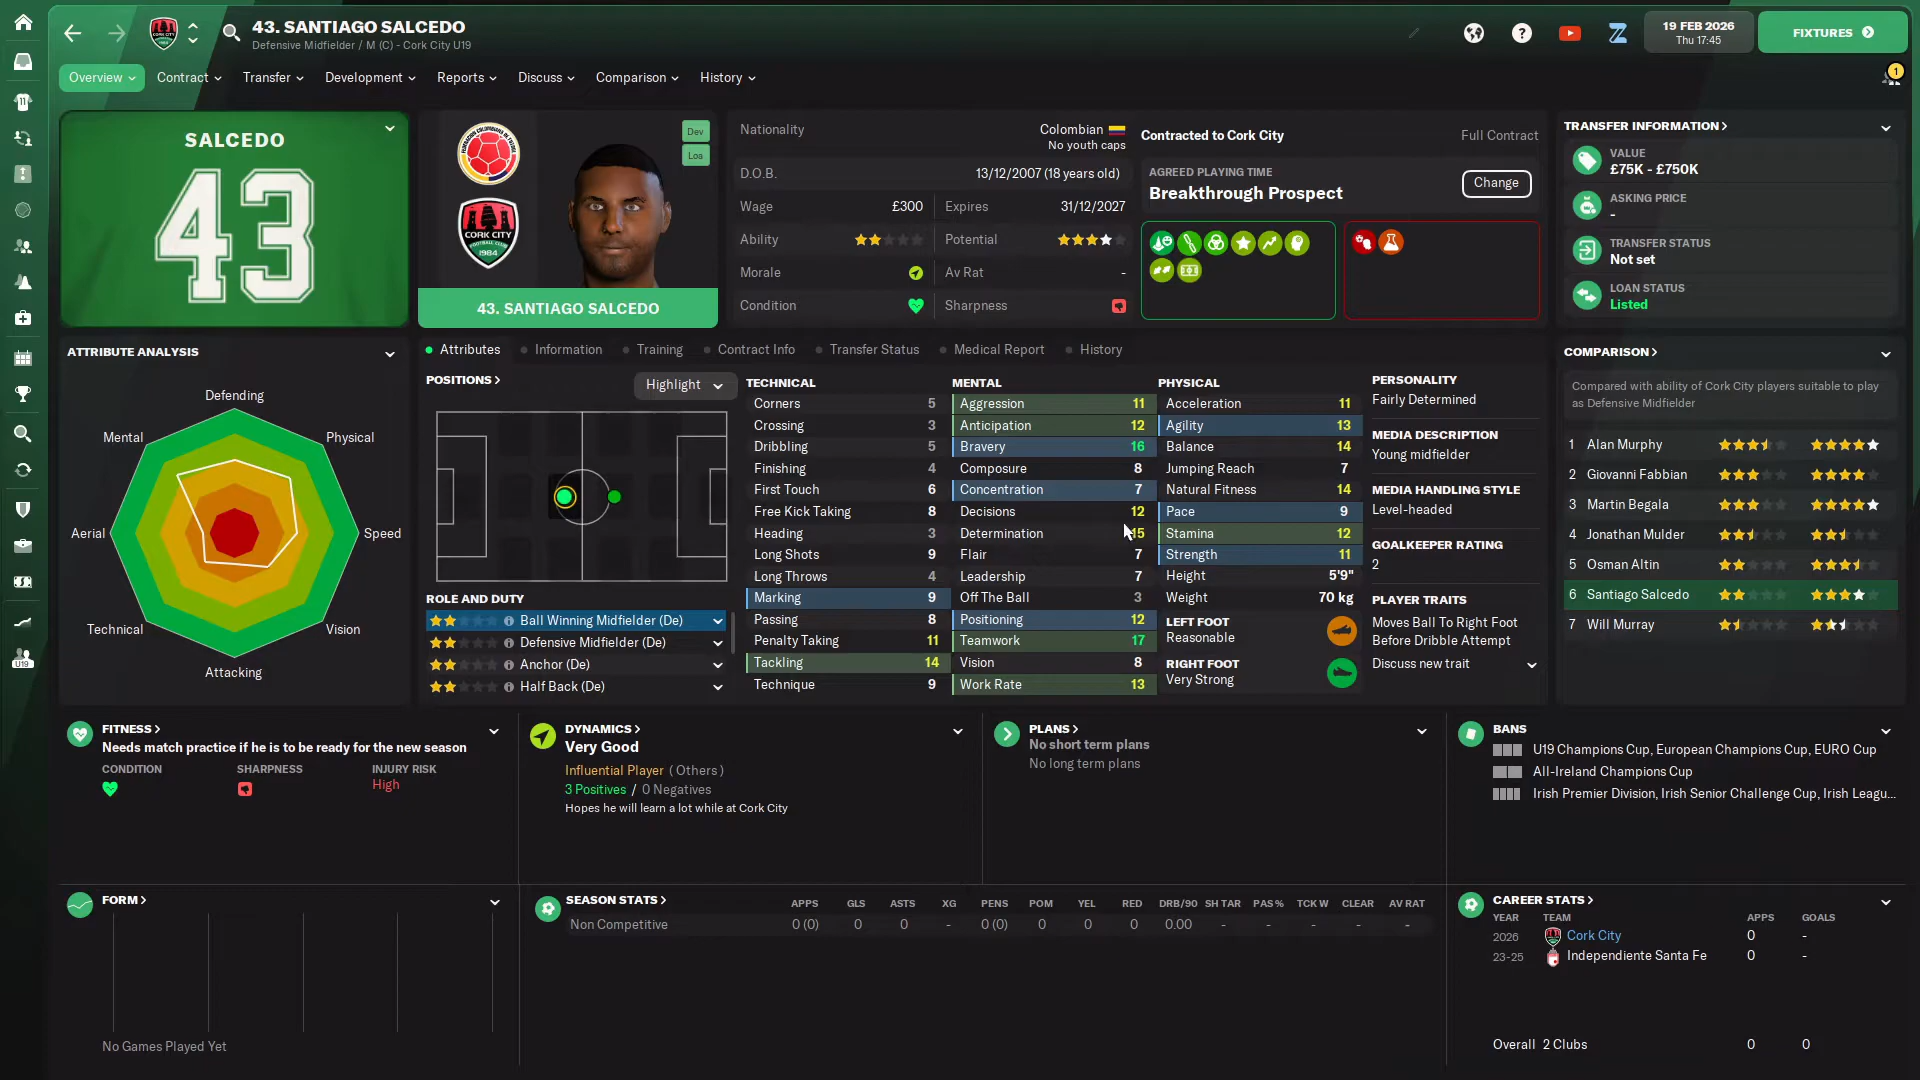 43. SANTIAGO SALCEDO
Defensive Midfielder / M (C) - Cork City U19
19 FEB 2026
Thu 17:45
FIXTURES
Overview
Contract
Transfer
Development
Reports
Discuss
Comparison
History
1
SALCEDO
43
Dev
Loa
CORK CITY
1984
43. SANTIAGO SALCEDO
Nationality
Colombian
No youth caps
D.O.B.
13/12/2007 (18 years old)
Wage £300
Expires 31/12/2027
Ability
Potential
Morale
Av Rat -
Condition
Sharpness
Contracted to Cork City
Full Contract
AGREED PLAYING TIME
Breakthrough Prospect
Change
TRANSFER INFORMATION >
VALUE
£75K - £750K
ASKING PRICE
-
TRANSFER STATUS
Not set
LOAN STATUS
Listed
ATTRIBUTE ANALYSIS
Defending
Physical
Speed
Vision
Attacking
Technical
Aerial
Mental
Attributes
Information
Training
Contract Info
Transfer Status
Medical Report
History
POSITIONS >
Highlight
ROLE AND DUTY
Ball Winning Midfielder (De)
Defensive Midfielder (De)
Anchor (De)
Half Back (De)
TECHNICAL
Corners 5
Crossing 3
Dribbling 5
Finishing 4
First Touch 6
Free Kick Taking 8
Heading 3
Long Shots 9
Long Throws 4
Marking 9
Passing 8
Penalty Taking 11
Tackling 14
Technique 9
MENTAL
Aggression 11
Anticipation 12
Bravery 16
Composure 8
Concentration 7
Decisions 12
Determination 15
Flair 7
Leadership 7
Off The Ball 3
Positioning 12
Teamwork 17
Vision 8
Work Rate 13
PHYSICAL
Acceleration 11
Agility 13
Balance 14
Jumping Reach 7
Natural Fitness 14
Pace 9
Stamina 12
Strength 11
Height 5'9"
Weight 70 kg
LEFT FOOT
Reasonable
RIGHT FOOT
Very Strong
PERSONALITY
Fairly Determined
MEDIA DESCRIPTION
Young midfielder
MEDIA HANDLING STYLE
Level-headed
GOALKEEPER RATING
2
PLAYER TRAITS
Moves Ball To Right Foot
Before Dribble Attempt
Discuss new trait
COMPARISON >
Compared with ability of Cork City players suitable to play
as Defensive Midfielder
1 Alan Murphy
2 Giovanni Fabbian
3 Martin Begala
4 Jonathan Mulder
5 Osman Altin
6 Santiago Salcedo
7 Will Murray
U19
FITNESS >
Needs match practice if he is to be ready for the new season
CONDITION
SHARPNESS
INJURY RISK
High
DYNAMICS >
Very Good
Influential Player ( Others )
3 Positives / 0 Negatives
Hopes he will learn a lot while at Cork City
PLANS >
No short term plans
No long term plans
BANS
U19 Champions Cup, European Champions Cup, EURO Cup
All-Ireland Champions Cup
Irish Premier Division, Irish Senior Challenge Cup, Irish Leagu...
FORM >
No Games Played Yet
SEASON STATS >
APPS GLS ASTS XG PENS POM YEL RED DRB/90 SH TAR PAS % TCK W CLEAR AV RAT
Non Competitive 0 (0) 0 0 - 0 (0) 0 0 0 0.00 - - - - -
CAREER STATS >
YEAR TEAM APPS GOALS
2026 Cork City 0 -
23-25 Independiente Santa Fe 0 -
Overall 2 Clubs 0 0